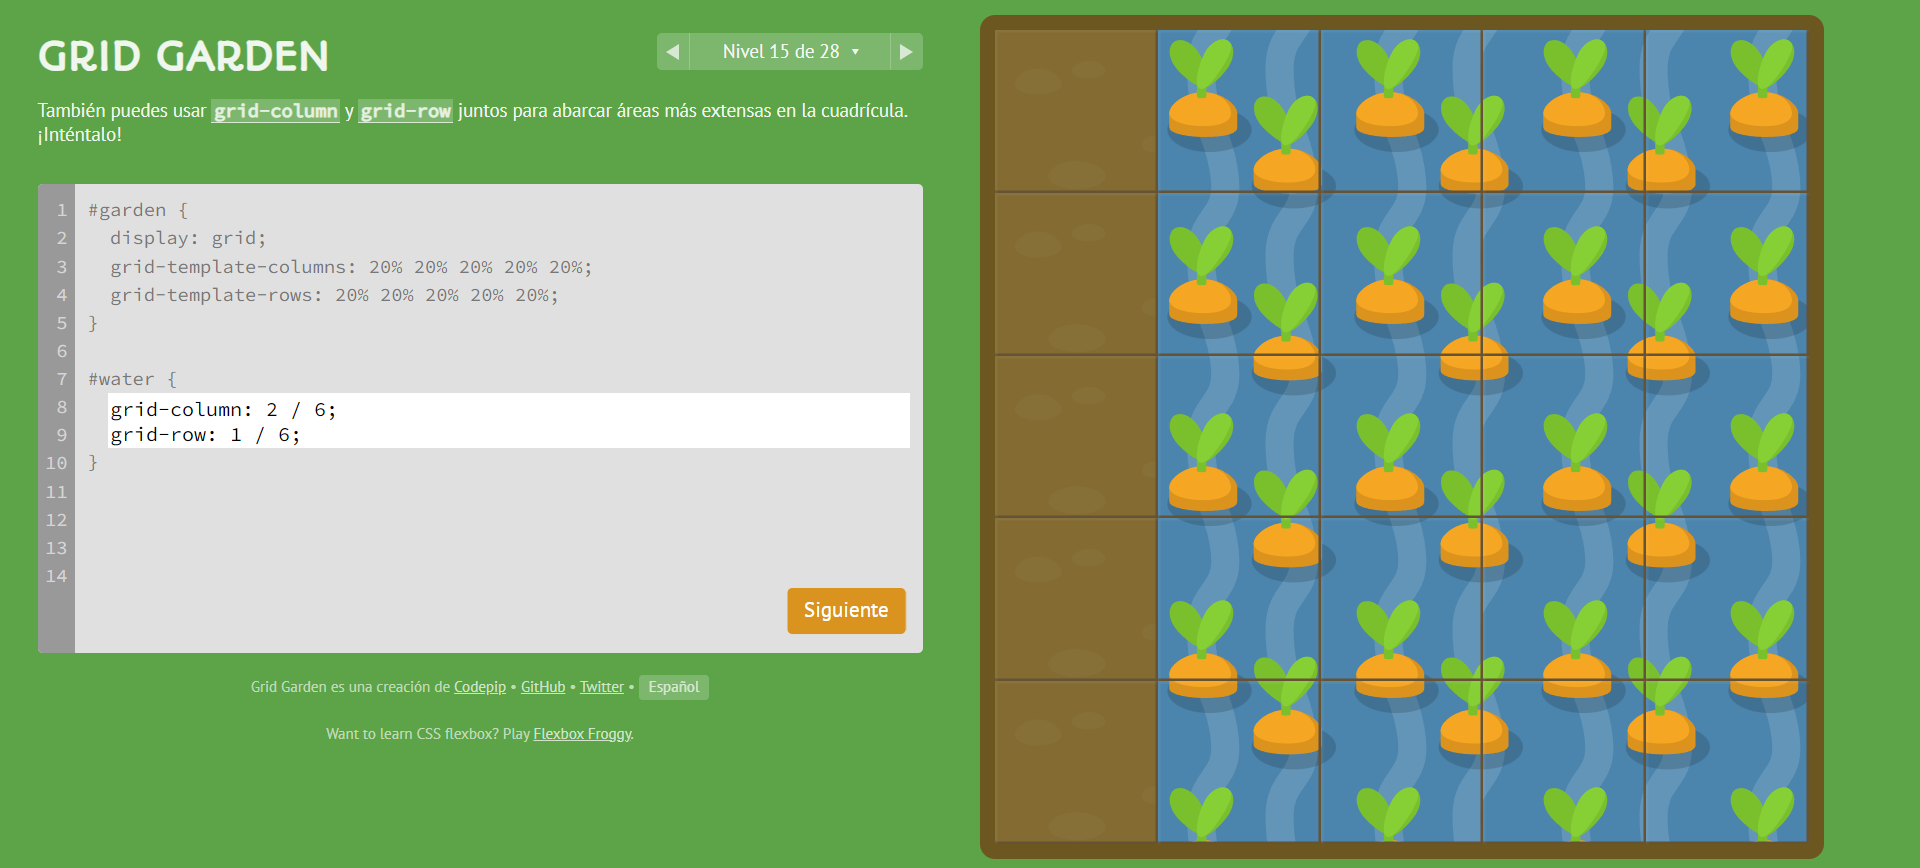 GRID GARDEN
Nivel 15 de 28
También puedes usar grid-column y grid-row juntos para abarcar áreas más extensas en la cuadrícula.
¡Inténtalo!
1 #garden {
2 display: grid;
3 grid-template-columns: 20% 20% 20% 20% 20%;
4 grid-template-rows: 20% 20% 20% 20% 20%;
5 }
6
7 #water {
8 grid-column: 2 / 6;
9 grid-row: 1 / 6;
10 }
11
12
13
14
Siguiente
Grid Garden es una creación de Codepip • GitHub • Twitter • Español
Want to learn CSS flexbox? Play Flexbox Froggy.